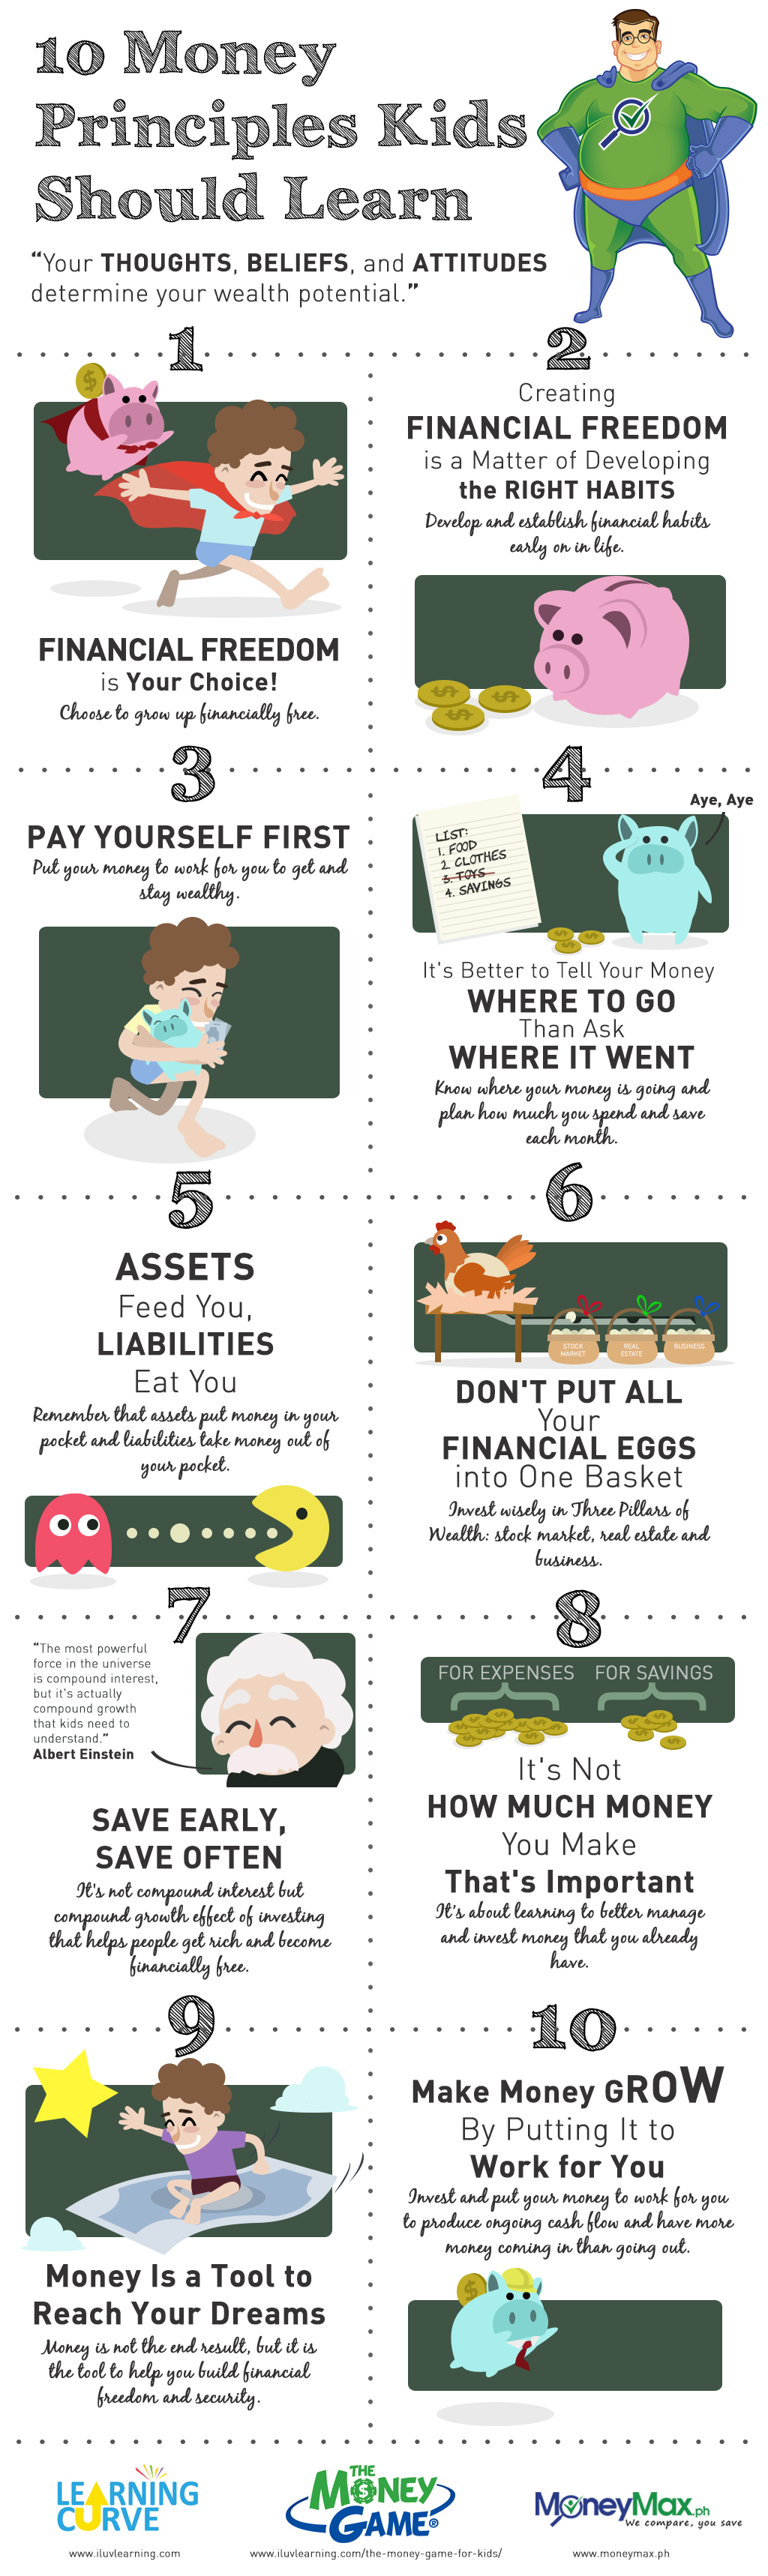 10 Money
Principles Kids
Should Learn
"Your THOUGHTS, BELIEFS, and ATTITUDES
determine your wealth potential."
1
FINANCIAL FREEDOM
is Your Choice!
Choose to grow up financially free.
2
Creating
FINANCIAL FREEDOM
is a Matter of Developing
the RIGHT HABITS
Develop and establish financial habits
early on in life.
3
PAY YOURSELF FIRST
Put your money to work for you to get and
stay wealthy.
4
Aye, Aye
LIST:
1. FOOD
2. CLOTHES
3. TOYS
4. SAVINGS
It's Better to Tell Your Money
WHERE TO GO
Than Ask
WHERE IT WENT
Know where your money is going and
plan how much you spend and save
each month.
5
ASSETS
Feed You,
LIABILITIES
Eat You
Remember that assets put money in your
pocket and liabilities take money out of
your pocket.
6
STOCK
MARKET
REAL
ESTATE
BUSINESS
DON'T PUT ALL
Your
FINANCIAL EGGS
into One Basket
Invest wisely in Three Pillars of
Wealth: stock market, real estate and
business.
7
"The most powerful
force in the universe
is compound interest,
but it's actually
compound growth
that kids need to
understand."
Albert Einstein
SAVE EARLY,
SAVE OFTEN
It's not compound interest but
compound growth effect of investing
that helps people get rich and become
financially free.
8
FOR EXPENSES FOR SAVINGS
It's Not
HOW MUCH MONEY
You Make
That's Important
It's about learning to better manage
and invest money that you already
have.
9
Money Is a Tool to
Reach Your Dreams
Money is not the end result, but it is
the tool to help you build financial
freedom and security.
10
Make Money GROW
By Putting It to
Work for You
Invest and put your money to work for you
to produce ongoing cash flow and have more
money coming in than going out.
LEARNING
CURVE
www.iluvlearning.com
THE
MONEY
GAME®
www.iluvlearning.com/the-money-game-for-kids/
MoneyMax.ph
We compare, you save
www.moneymax.ph